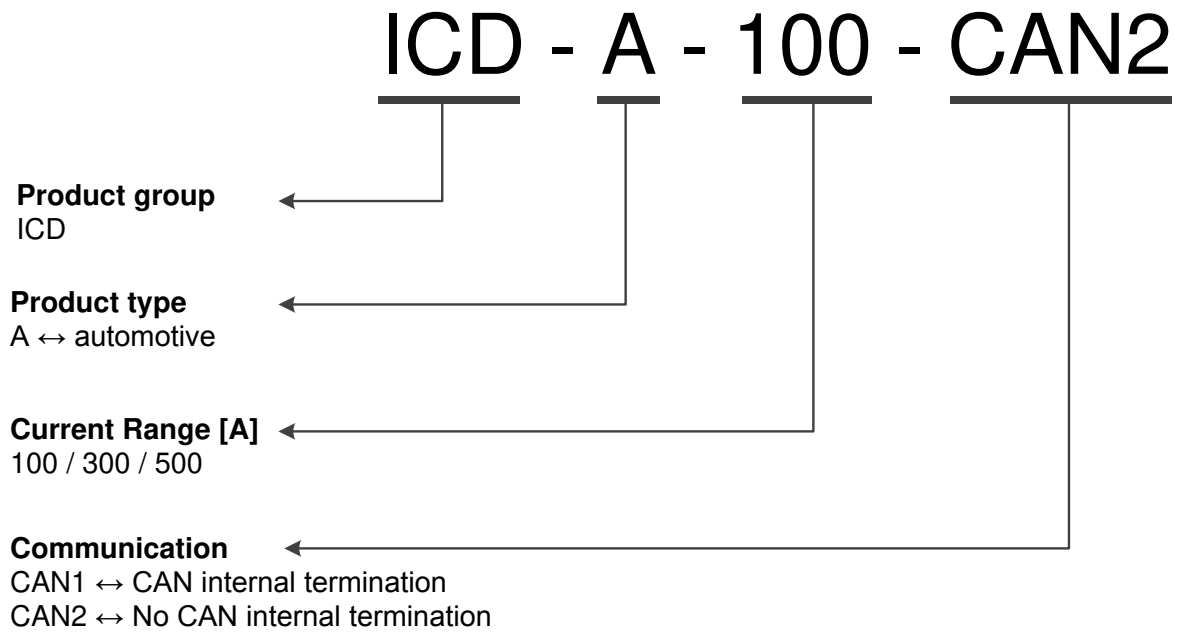 ICD - A - 100 - CAN2
Product group
ICD
Product type
A ↔ automotive
Current Range [A]
100 / 300 / 500
Communication
CAN1 ↔ CAN internal termination
CAN2 ↔ No CAN internal termination